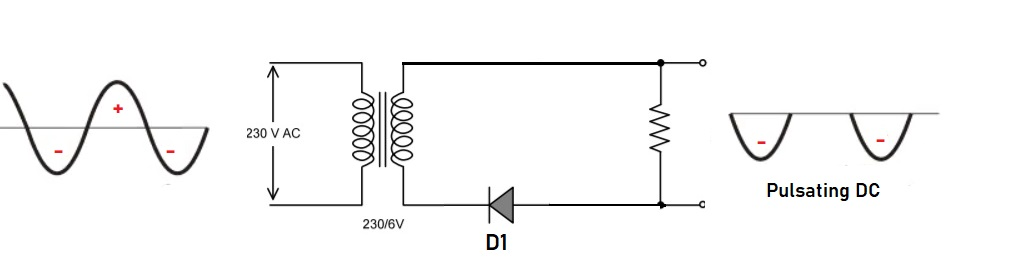 +
-
-
230 V AC
230/6V
D1
-
-
Pulsating DC